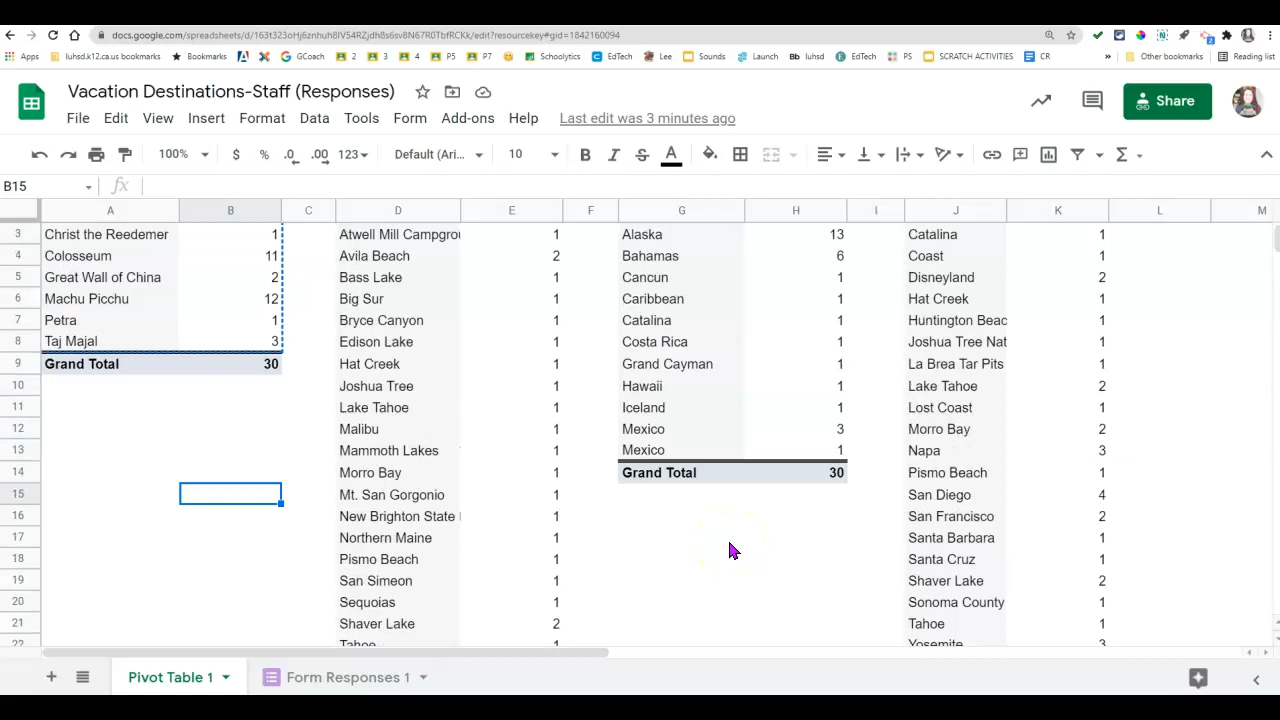 docs.google.com/spreadsheets/d/163t323oHj6znhuh8lV54RZjdh8s6sv8N67R0TbfRCKk/edit?resourcekey#gid=1842160094
Apps luhsd.k12.ca.us bookmarks Bookmarks GCoach 2 3 4 P5 P7 Schoolytics EdTech Lee Sounds Launch Bb luhsd EdTech PS SCRATCH ACTIVITIES CR » Other bookmarks Reading list
Vacation Destinations-Staff (Responses)
Share
File Edit View Insert Format Data Tools Form Add-ons Help Last edit was 3 minutes ago
100% $ % .0 .00 123 Default (Ari... 10 B I S A Σ
B15 fx
A B C D E F G H I J K L M
3 Christ the Reedemer 1 Atwell Mill Campgrou 1 Alaska 13 Catalina 1
4 Colosseum 11 Avila Beach 2 Bahamas 6 Coast 1
5 Great Wall of China 2 Bass Lake 1 Cancun 1 Disneyland 2
6 Machu Picchu 12 Big Sur 1 Caribbean 1 Hat Creek 1
7 Petra 1 Bryce Canyon 1 Catalina 1 Huntington Beac 1
8 Taj Majal 3 Edison Lake 1 Costa Rica 1 Joshua Tree Nat 1
9 Grand Total 30 Hat Creek 1 Grand Cayman 1 La Brea Tar Pits 1
10 Joshua Tree 1 Hawaii 1 Lake Tahoe 2
11 Lake Tahoe 1 Iceland 1 Lost Coast 1
12 Malibu 1 Mexico 3 Morro Bay 2
13 Mammoth Lakes 1 Mexico 1 Napa 3
14 Morro Bay 1 Grand Total 30 Pismo Beach 1
15 Mt. San Gorgonio 1 San Diego 4
16 New Brighton State 1 San Francisco 2
17 Northern Maine 1 Santa Barbara 1
18 Pismo Beach 1 Santa Cruz 1
19 San Simeon 1 Shaver Lake 2
20 Sequoias 1 Sonoma County 1
21 Shaver Lake 2 Tahoe 1
22 Tahoe 1 Yosemite 3
+ Pivot Table 1 Form Responses 1